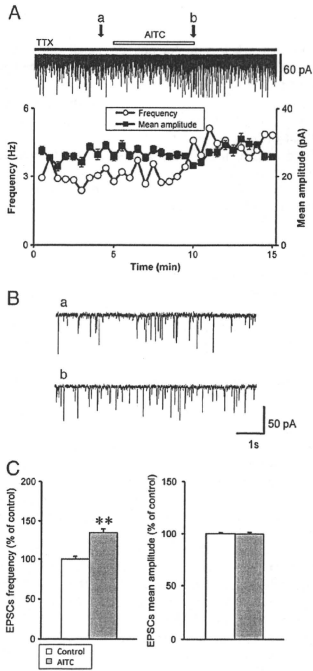 A
a
b
TTX
AITC
60 pA
Frequency
Mean amplitude
Frequency (Hz)
6
3
0
Mean amplitude (pA)
40
20
0
0
5
10
15
Time (min)
B
a
b
50 pA
1s
C
EPSCs frequency (% of control)
200
150
100
50
0
**
Control
AITC
EPSCs mean amplitude (% of control)
150
100
50
0